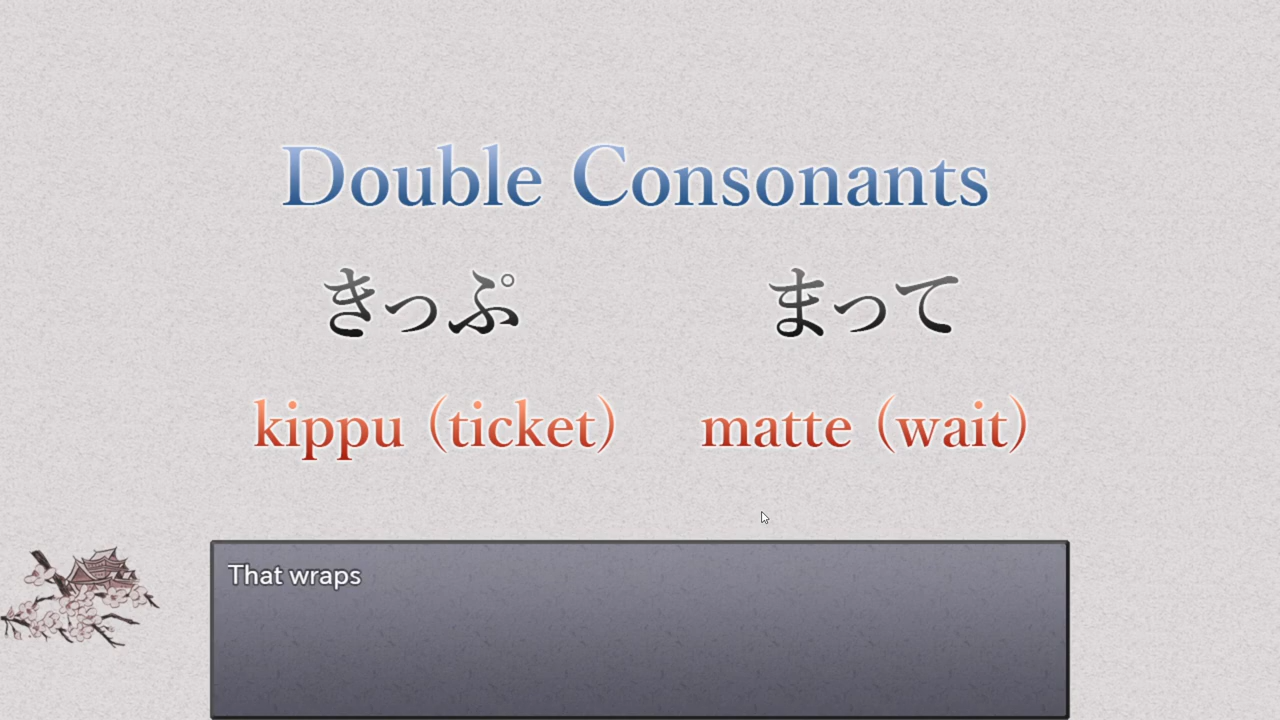 Double Consonants
きっぷ まって
kippu (ticket) matte (wait)
That wraps